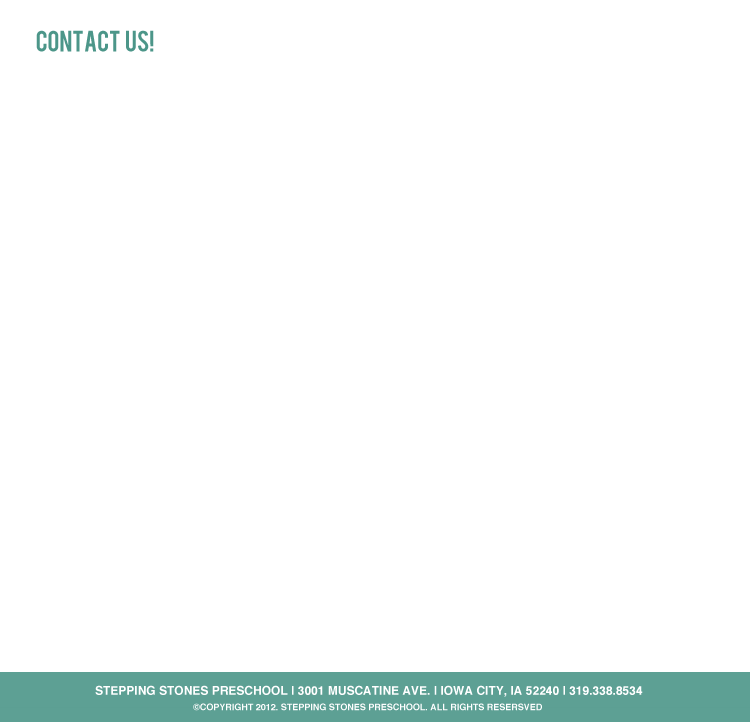 CONTACT US!
STEPPING STONES PRESCHOOL | 3001 MUSCATINE AVE. | IOWA CITY, IA 52240 | 319.338.8534
©COPYRIGHT 2012. STEPPING STONES PRESCHOOL. ALL RIGHTS RESERSVED